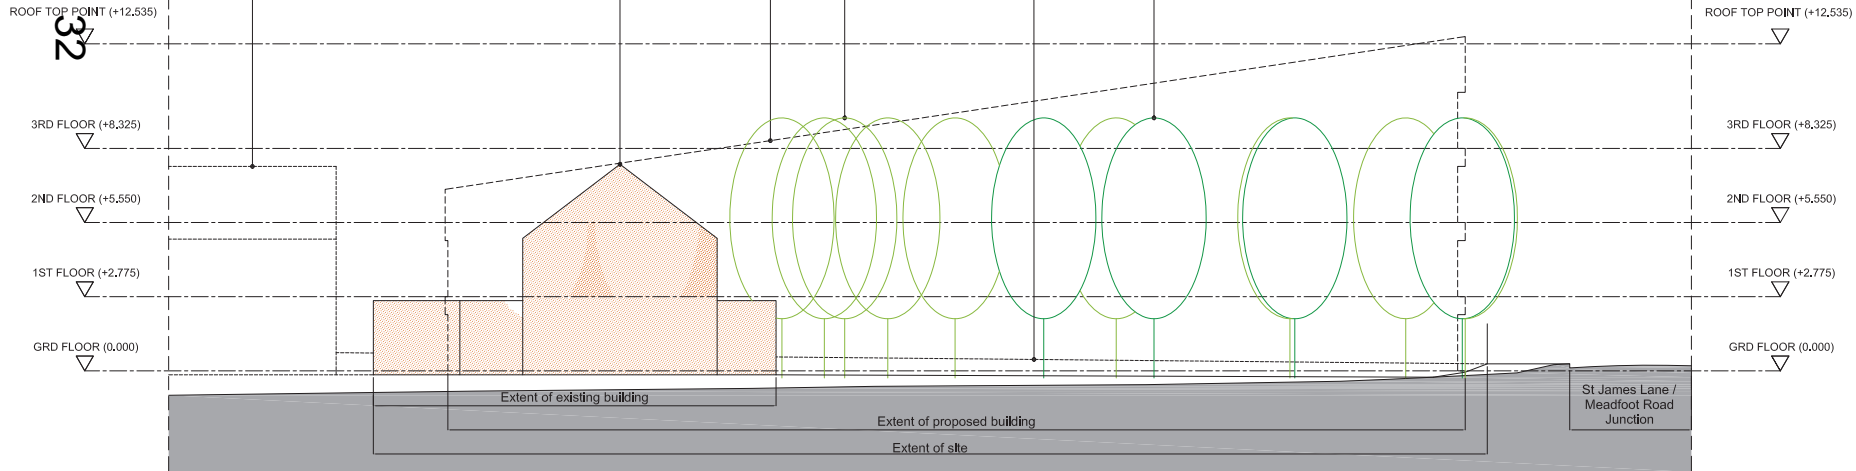 ROOF TOP POINT (+12.535)
32
ROOF TOP POINT (+12.535)
3RD FLOOR (+8.325)
3RD FLOOR (+8.325)
2ND FLOOR (+5.550)
2ND FLOOR (+5.550)
1ST FLOOR (+2.775)
1ST FLOOR (+2.775)
GRD FLOOR (0.000)
GRD FLOOR (0.000)
Extent of existing building
Extent of proposed building
Extent of site
St James Lane /
Meadfoot Road
Junction